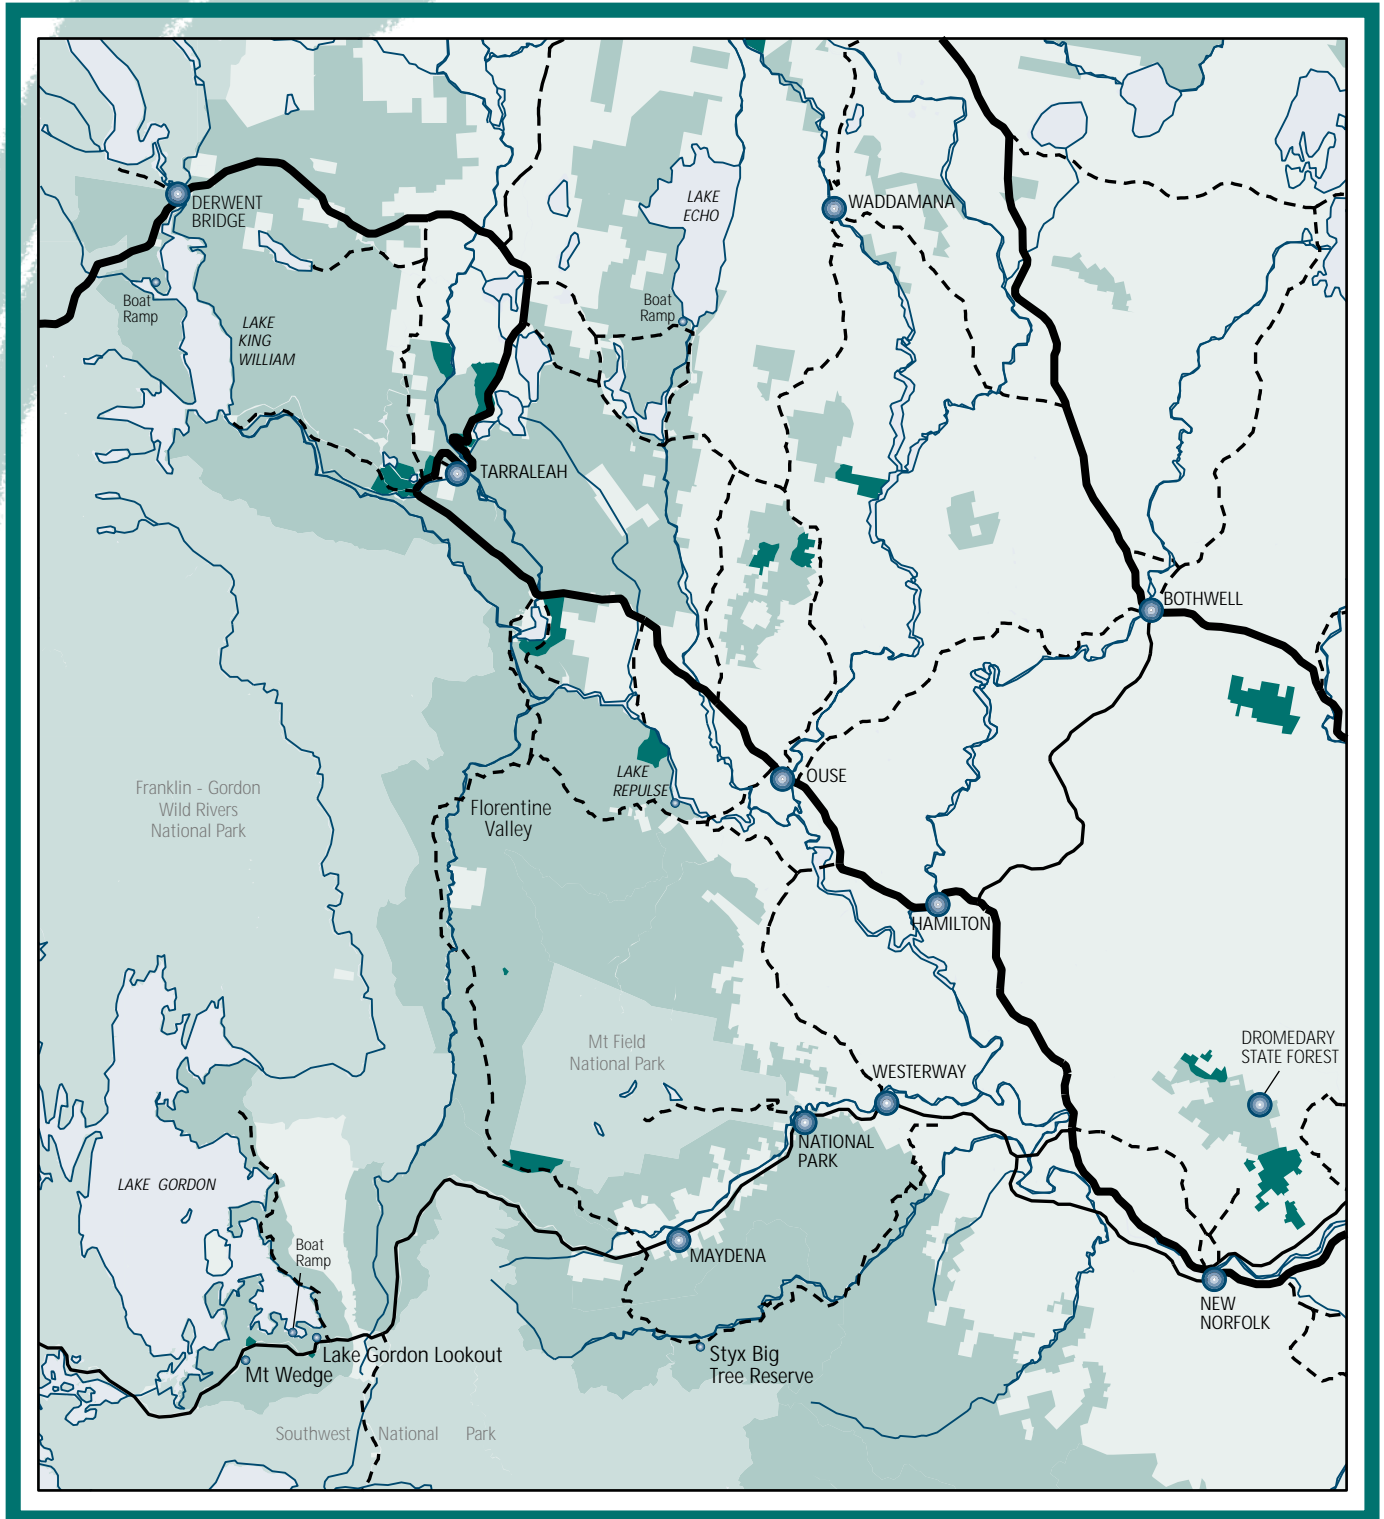 DERWENT
BRIDGE
LAKE
ECHO
WADDAMANA
Boat
Ramp
Boat
Ramp
LAKE
KING
WILLIAM
TARRALEAH
BOTHWELL
Franklin - Gordon
Wild Rivers
National Park
LAKE
REPULSE
OUSE
Florentine
Valley
HAMILTON
Mt Field
National Park
DROMEDARY
STATE FOREST
WESTERWAY
NATIONAL
PARK
LAKE GORDON
Boat
Ramp
MAYDENA
NEW
NORFOLK
Lake Gordon Lookout
Mt Wedge
Styx Big
Tree Reserve
Southwest National Park